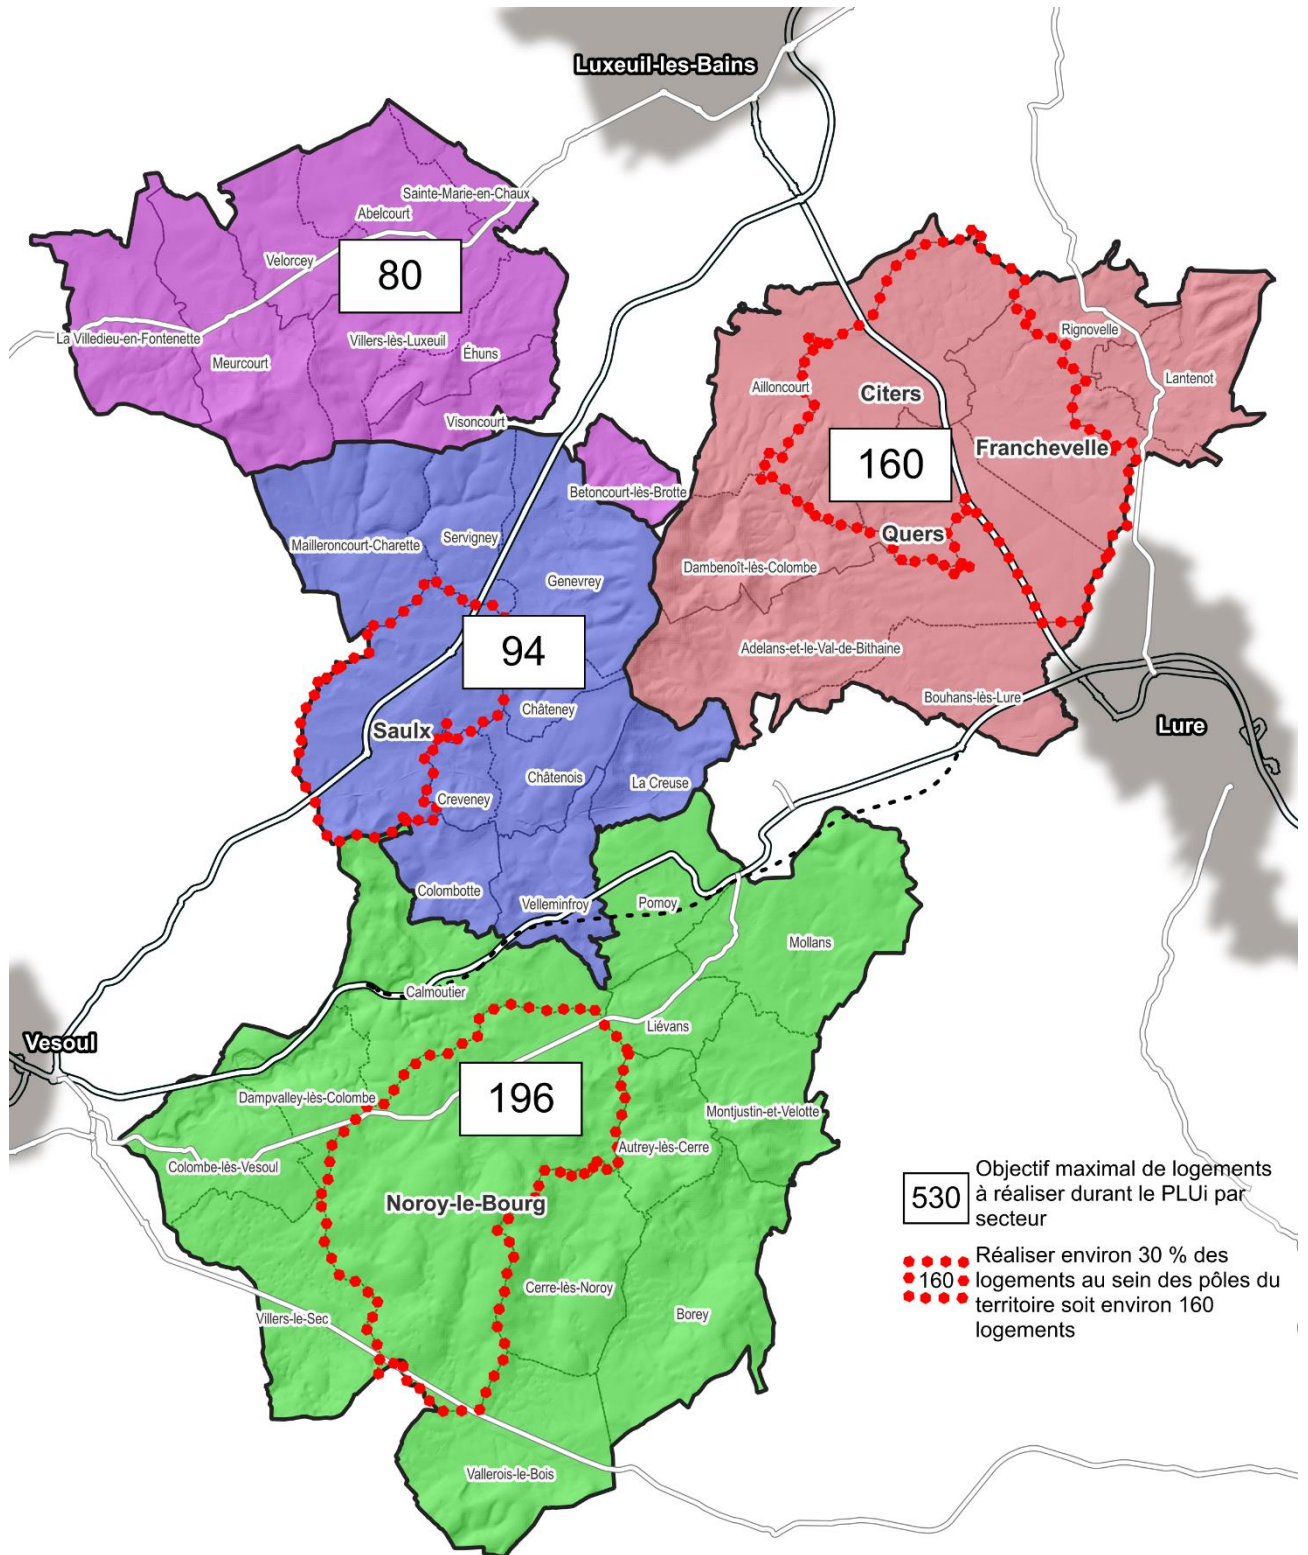 Luxeuil-les-Bains
Sainte-Marie-en-Chaux
Abelcourt
Velorcey
80
La Villedieu-en-Fontenette
Villers-lès-Luxeuil
Meurcourt
Éhuns
Visoncourt
Betoncourt-lès-Brotte
Rignovelle
Lantenot
Ailloncourt
Citers
Franchevelle
160
Quers
Dambenoît-lès-Colombe
Adelans-et-le-Val-de-Bithaine
Bouhans-lès-Lure
Lure
Mailleroncourt-Charette
Servigney
Genevrey
94
Saulx
Châteney
Châtenois
La Creuse
Creveney
Colombotte
Velleminfroy
Pomoy
Mollans
Calmoutier
Liévans
Vesoul
Dampvalley-lès-Colombe
196
Montjustin-et-Velotte
Autrey-lès-Cerre
Colombe-lès-Vesoul
Noroy-le-Bourg
Cerre-lès-Noroy
Villers-le-Sec
Borey
Vallerois-le-Bois
530
Objectif maximal de logements
à réaliser durant le PLUi par
secteur
160
Réaliser environ 30 % des
logements au sein des pôles du
territoire soit environ 160
logements